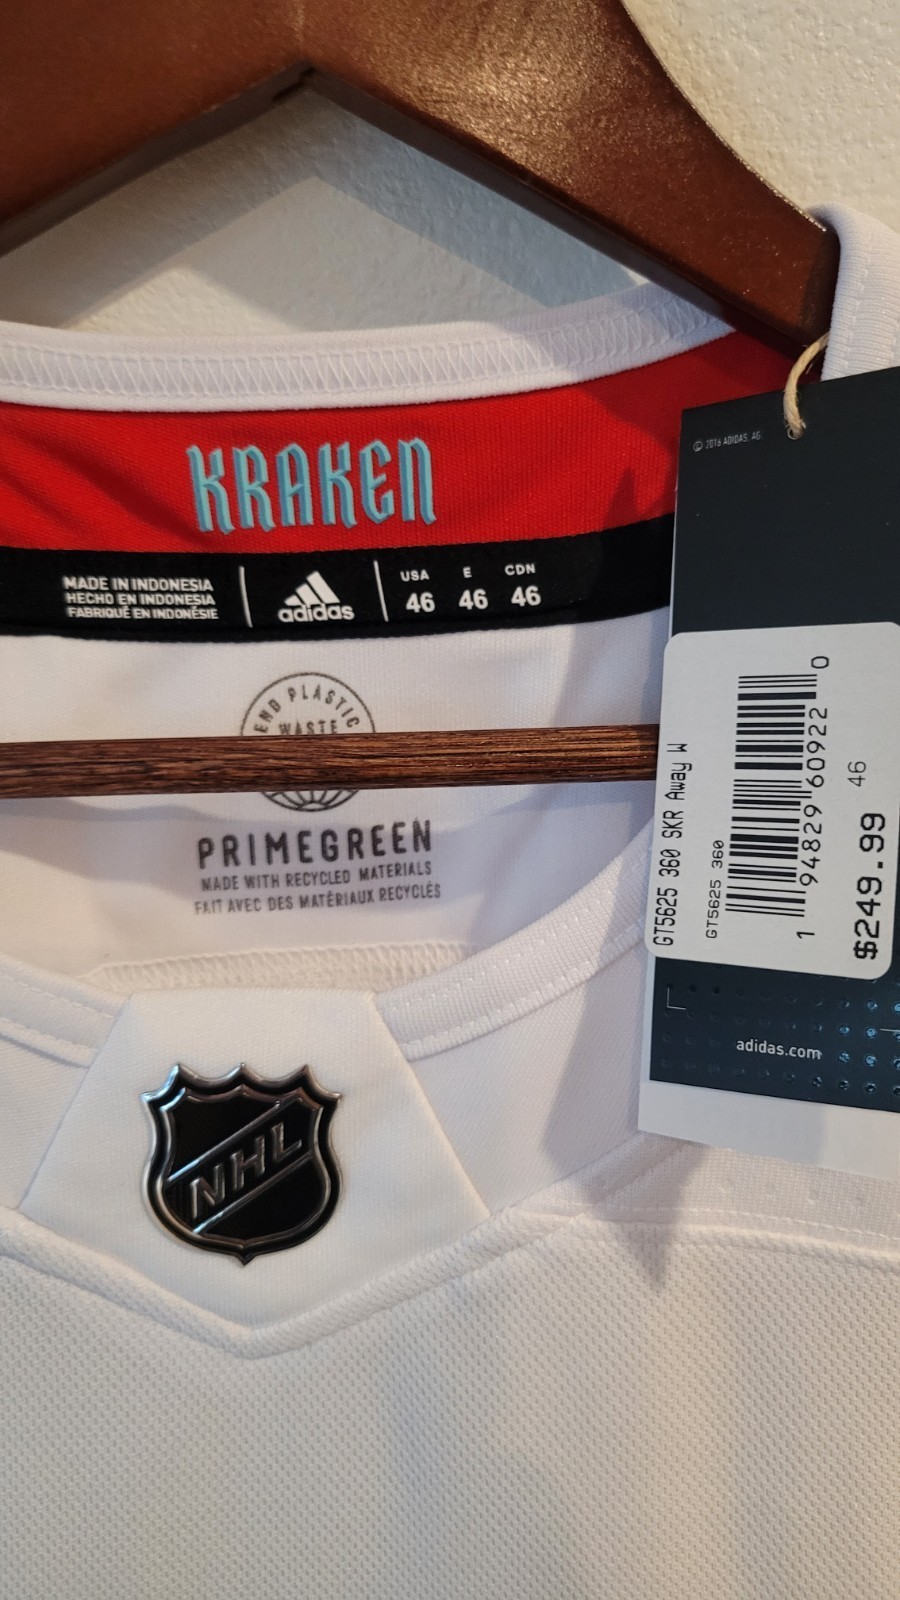 © 2016 ADIDAS AG.
KRAKEN
MADE IN INDONESIA
HECHO EN INDONESIA
FABRIQUÉ EN INDONÉSIE
adidas
USA E CDN
46 46 46
END PLASTIC
WASTE
PRIMEGREEN
MADE WITH RECYCLED MATERIALS
FAIT AVEC DES MATÉRIAUX RECYCLÉS
GT5625 360 SKR Away W
GT5625 360
1 94829 60922 0
46
$249.99
adidas.com
NHL